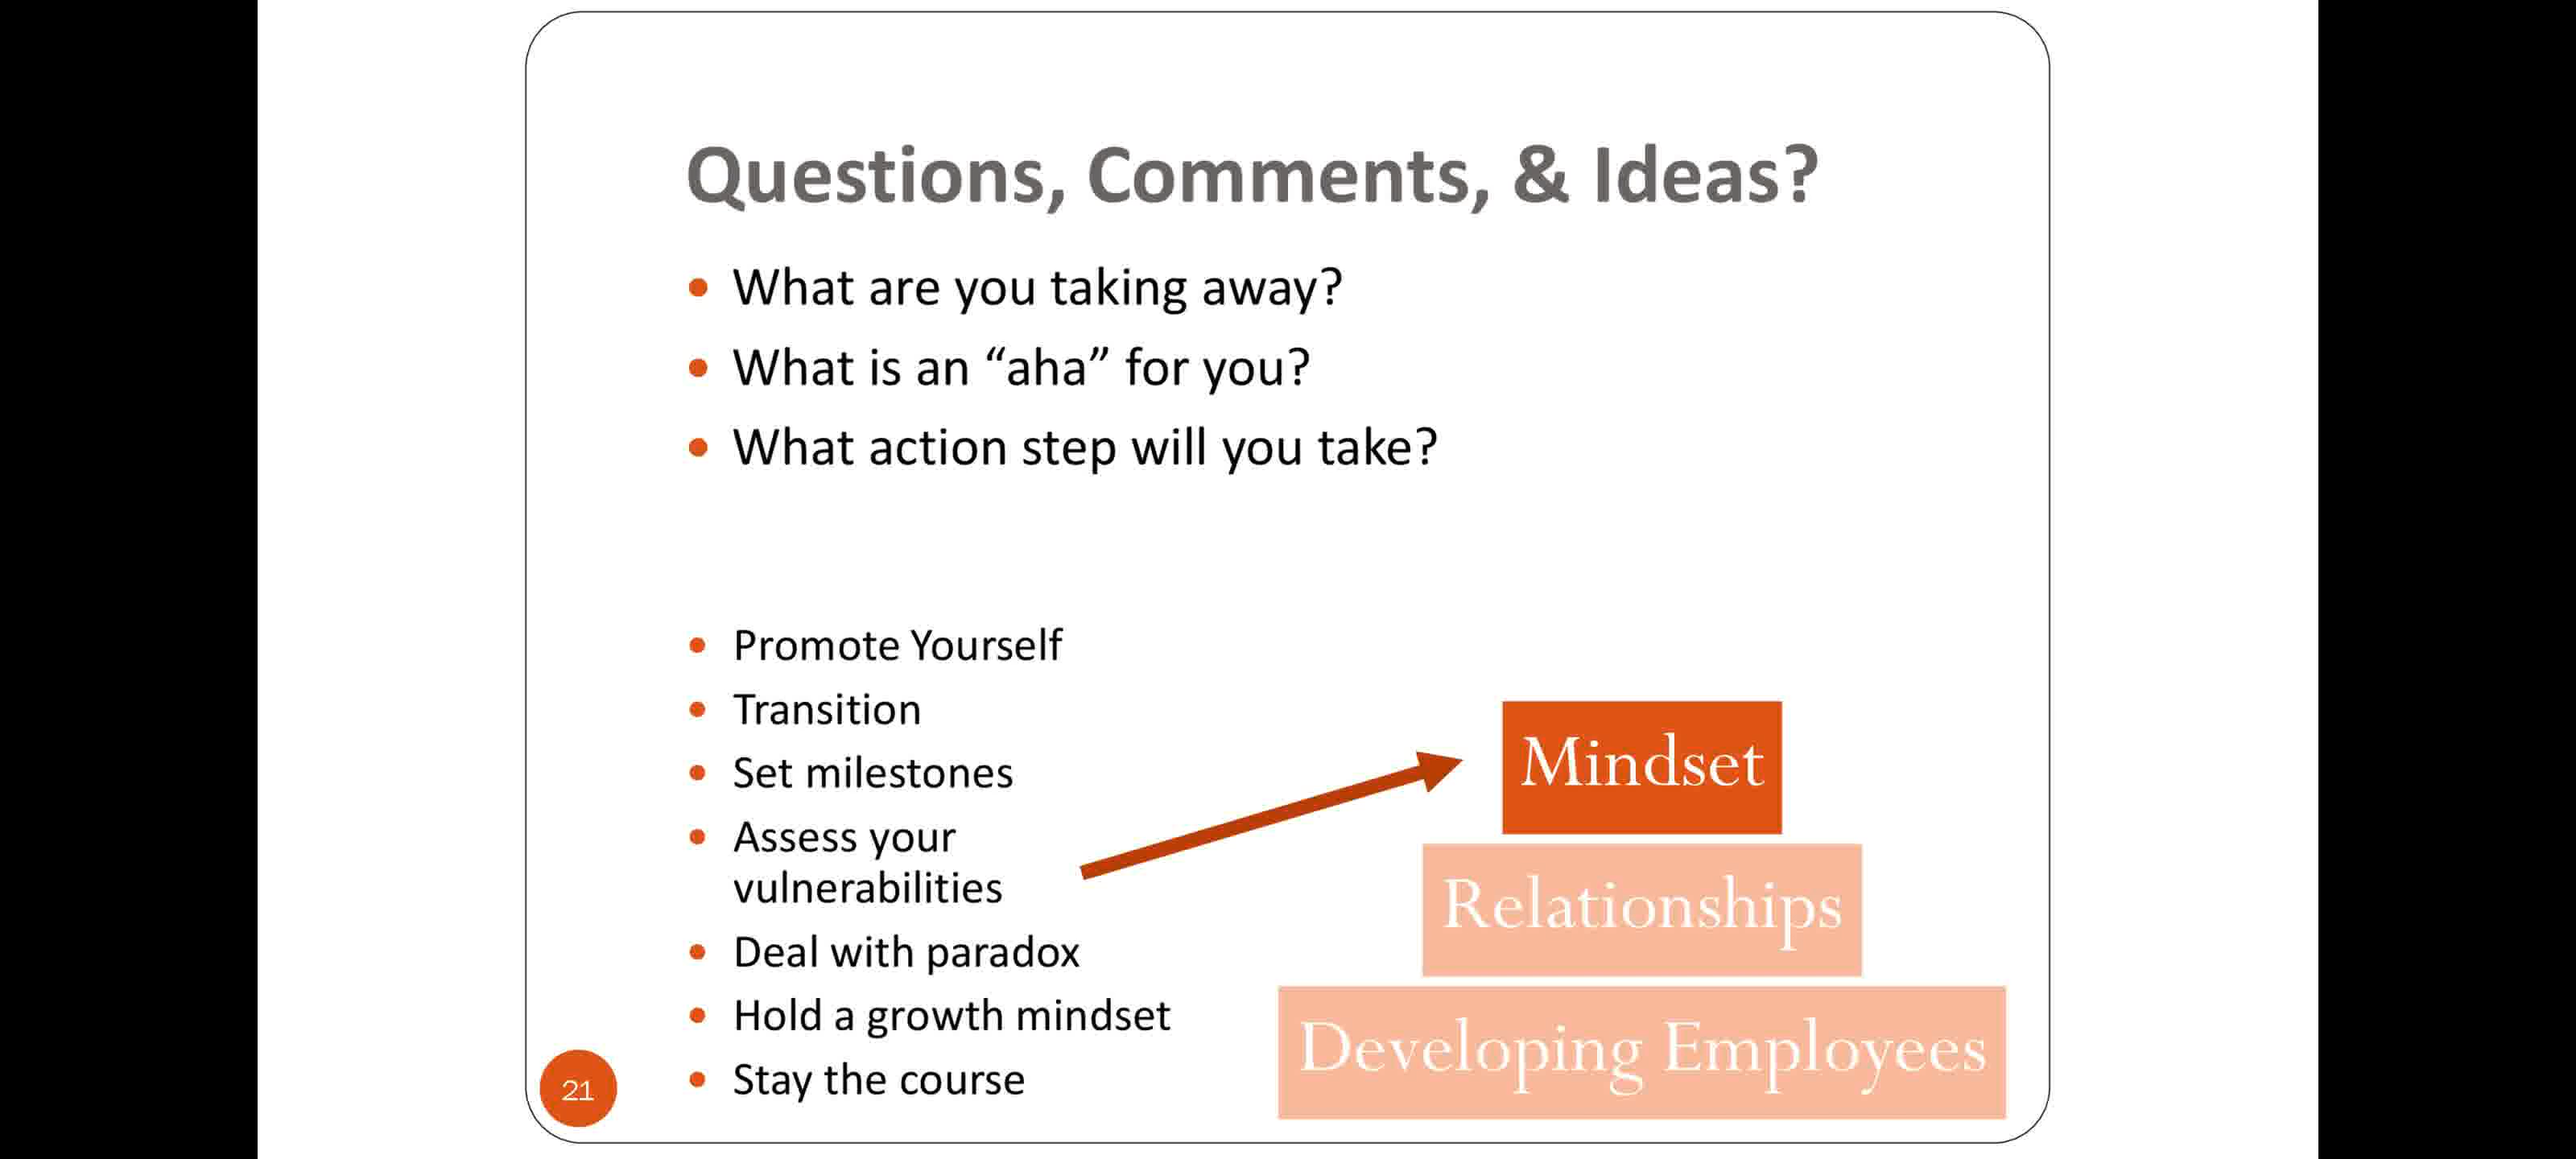 Questions, Comments, & Ideas?
• What are you taking away?
• What is an “aha” for you?
• What action step will you take?
• Promote Yourself
• Transition
• Set milestones
• Assess your
vulnerabilities
• Deal with paradox
• Hold a growth mindset
• Stay the course
Mindset
Relationships
Developing Employees
21